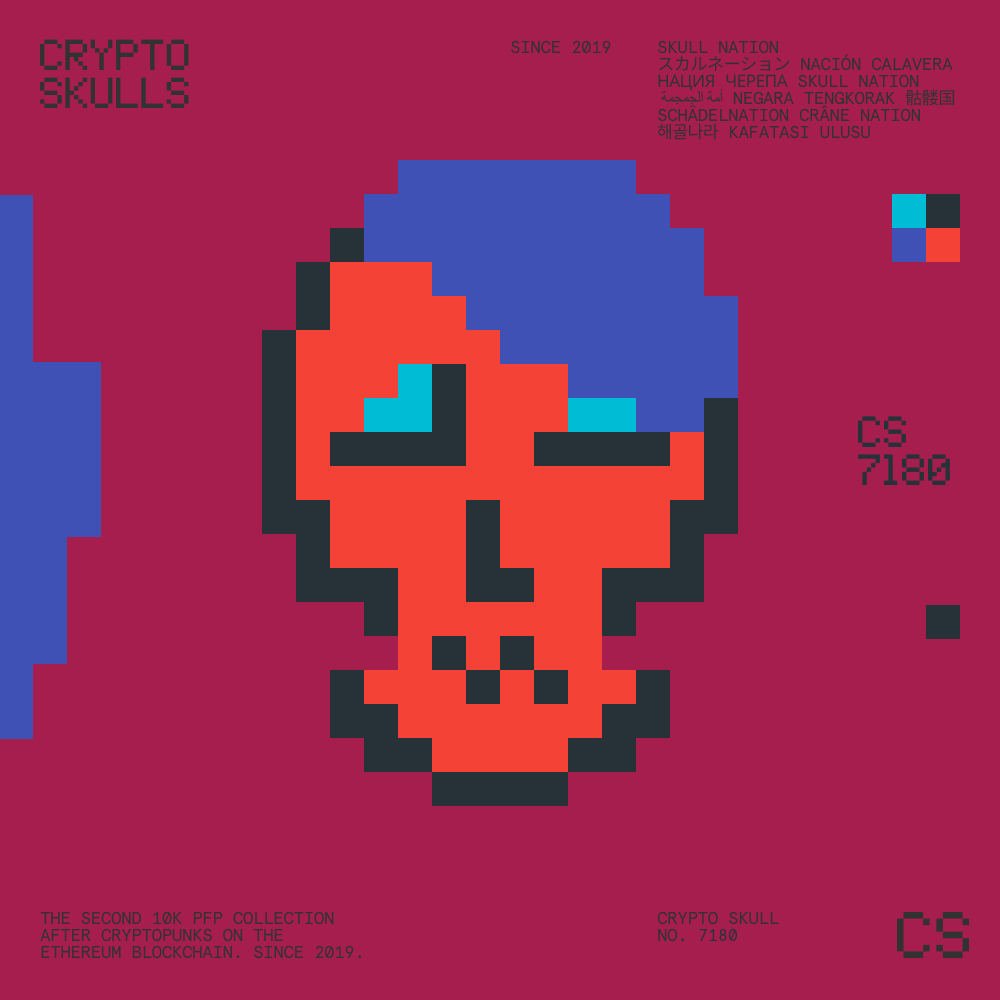 CRYPTO
SKULLS
SINCE 2019
SKULL NATION
スカルネーション NACIÓN CALAVERA
НАЦИЯ ЧЕРЕПА SKULL NATION
أمة الجمجمة NEGARA TENGKORAK 骷髅国
SCHÄDELNATION CRÂNE NATION
해골나라 KAFATASI ULUSU
CS
7180
THE SECOND 10K PFP COLLECTION
AFTER CRYPTOPUNKS ON THE
ETHEREUM BLOCKCHAIN. SINCE 2019.
CRYPTO SKULL
NO. 7180
CS